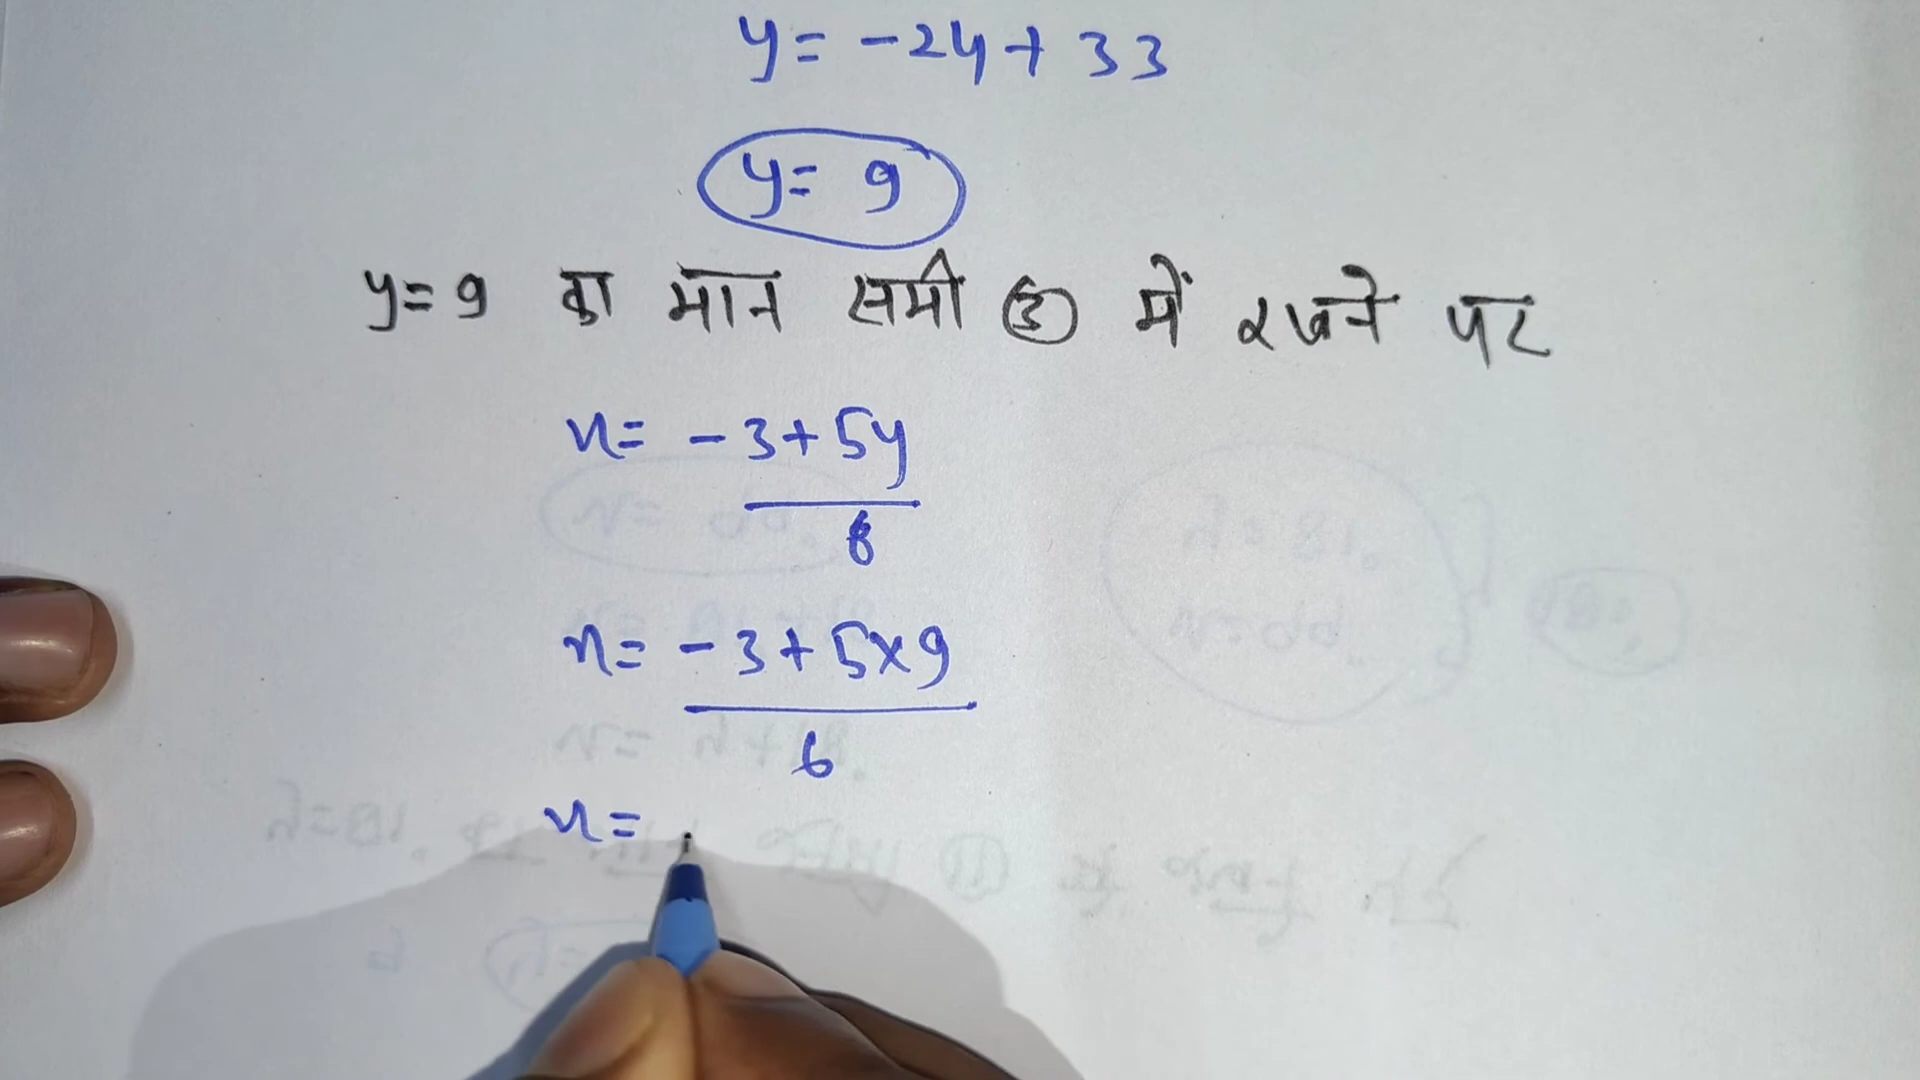 y = -24 + 33
y = 9
y = 9 का मान समी ③ में रखने पर
x = -3 + 5y
6
x = -3 + 5×9
6
x =